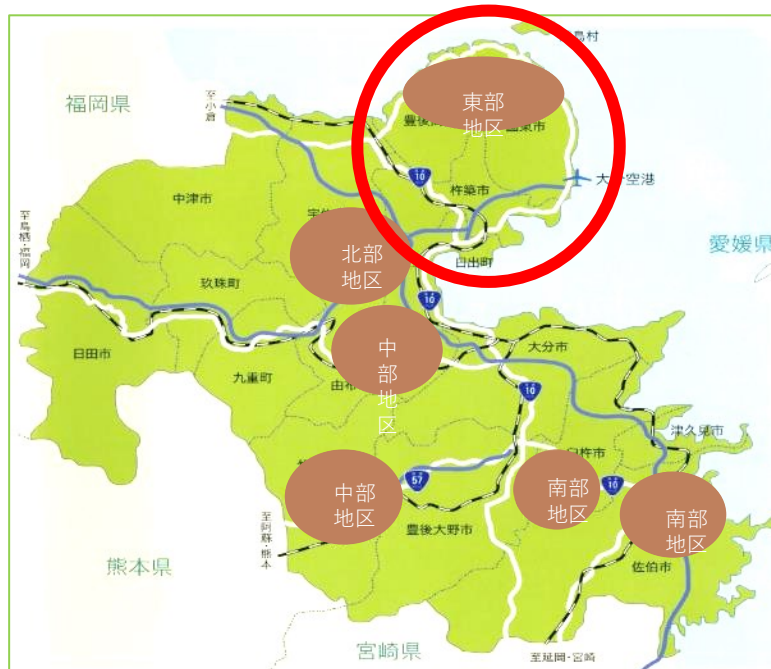 島村
福岡県
至小倉
東部
地区
豊後
国東市
10
杵築市
大分空港
中津市
宇佐
至鳥栖・福岡
北部
地区
日出町
愛媛県
玖珠町
10
中
部
地
区
大分市
日田市
九重町
由布
10
津久見市
臼杵市
中部
地区
57
南部
地区
10
南部
地区
至阿蘇・熊本
豊後大野市
熊本県
佐伯市
宮崎県
至延岡・宮崎